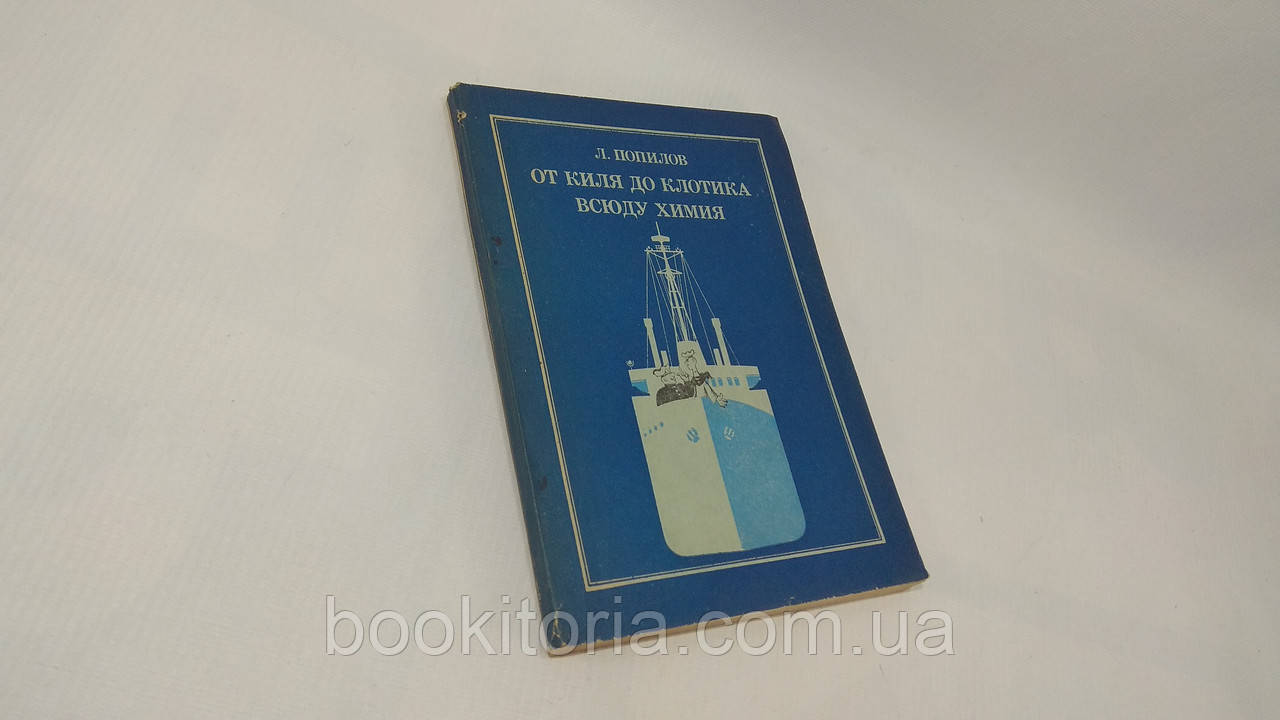 Л. ПОПИЛОВ
ОТ КИЛЯ ДО КЛОТИКА
ВСЮДУ ХИМИЯ
bookitoria.com.ua